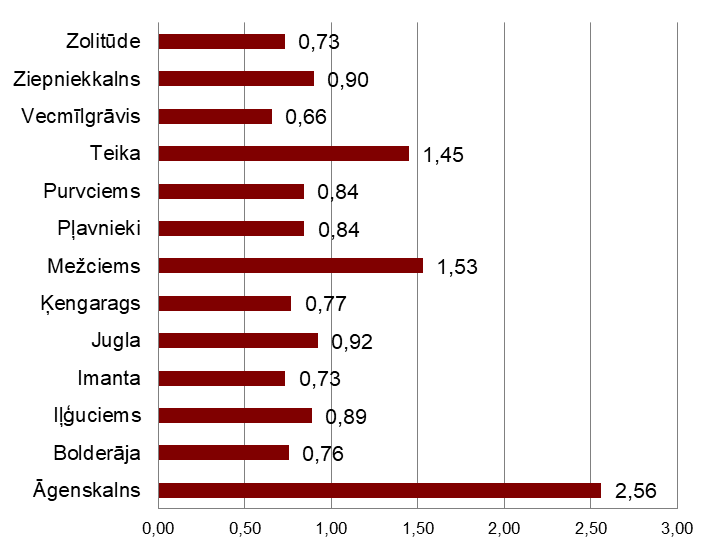 Zolitūde 0,73
Ziepniekkalns 0,90
Vecmīlgrāvis 0,66
Teika 1,45
Purvciems 0,84
Pļavnieki 0,84
Mežciems 1,53
Ķengarags 0,77
Jugla 0,92
Imanta 0,73
Iļģuciems 0,89
Bolderāja 0,76
Āgenskalns 2,56
0,00 0,50 1,00 1,50 2,00 2,50 3,00